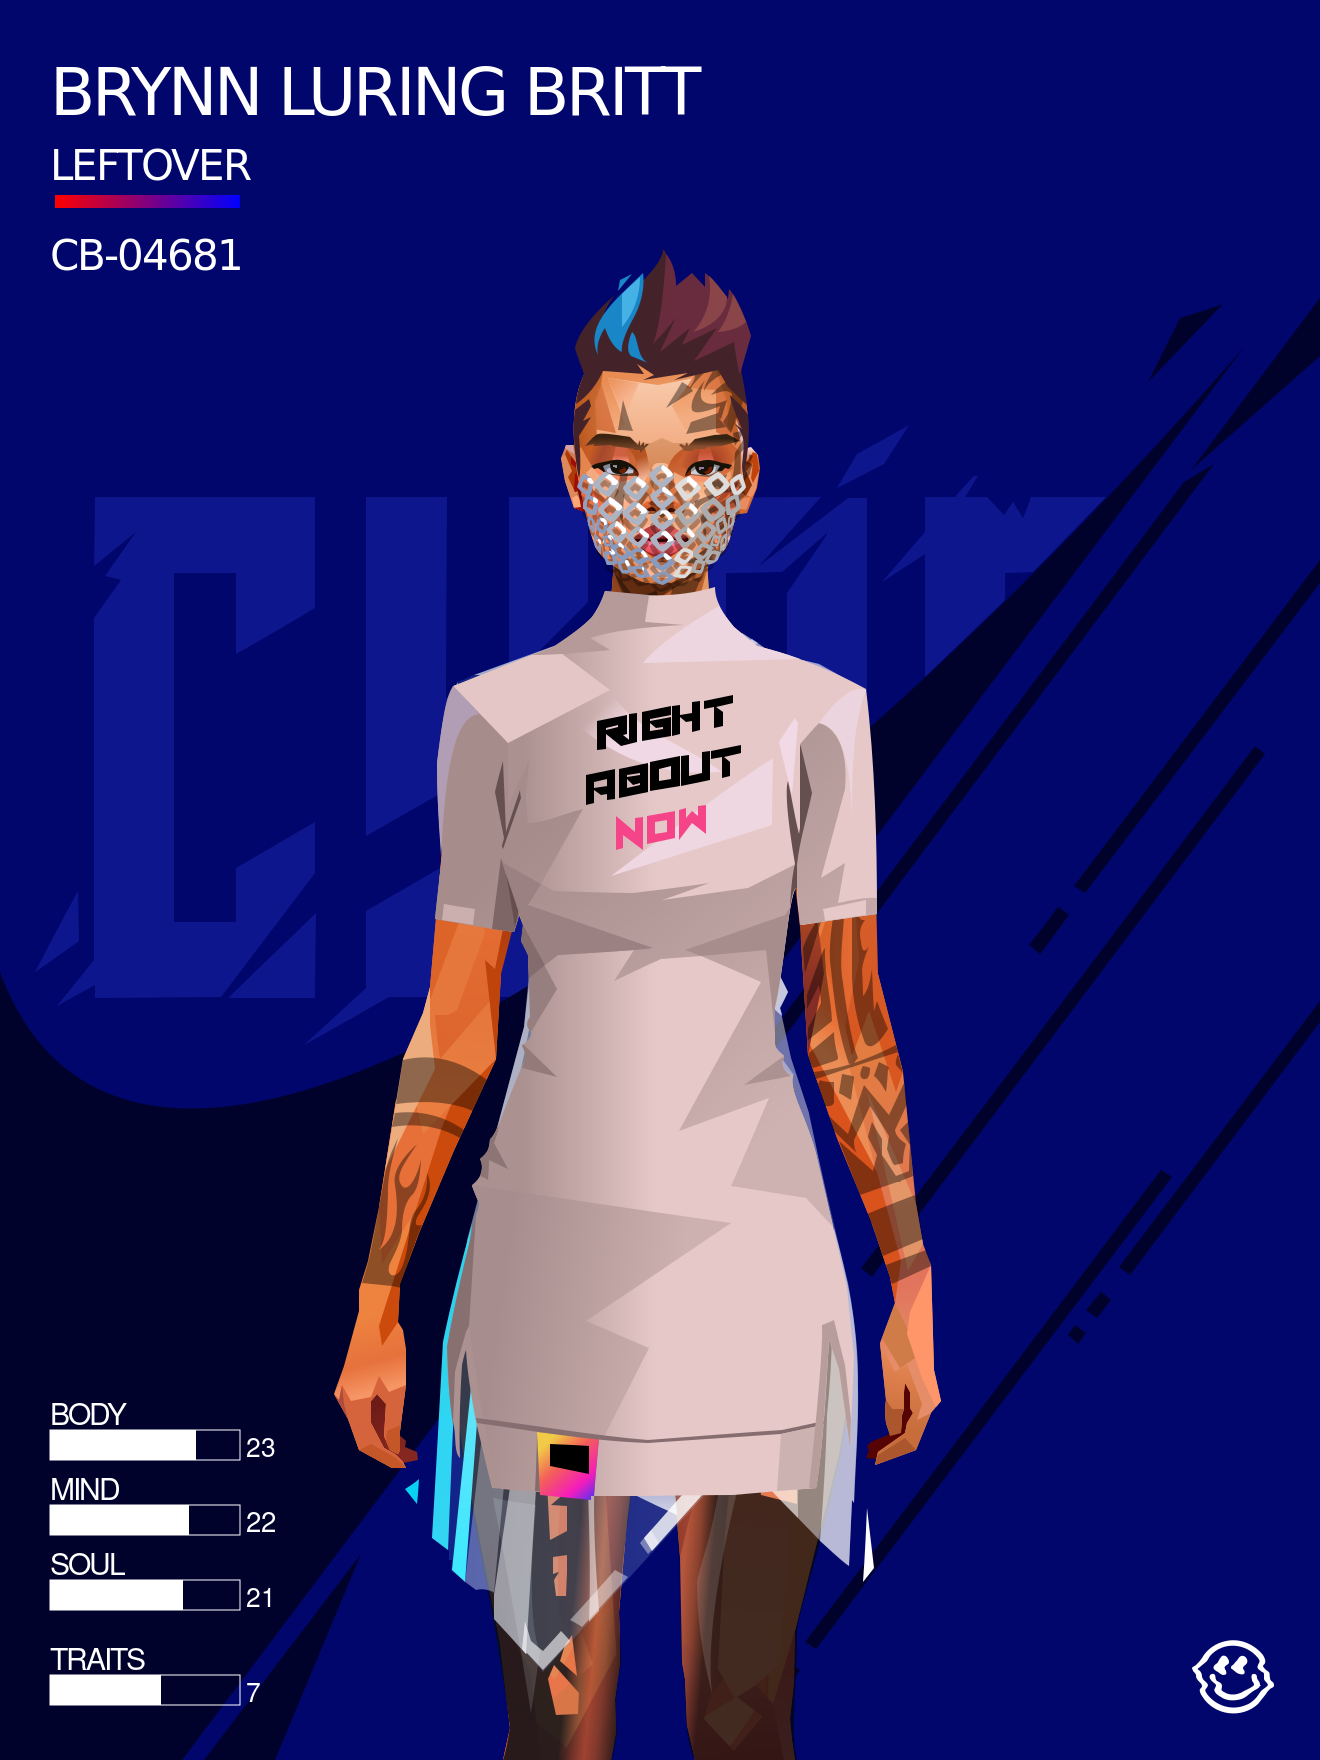 BRYNN LURING BRITT
LEFTOVER
CB-04681
RIGHT
ABOUT
NOW
BODY
23
MIND
22
SOUL
21
TRAITS
7